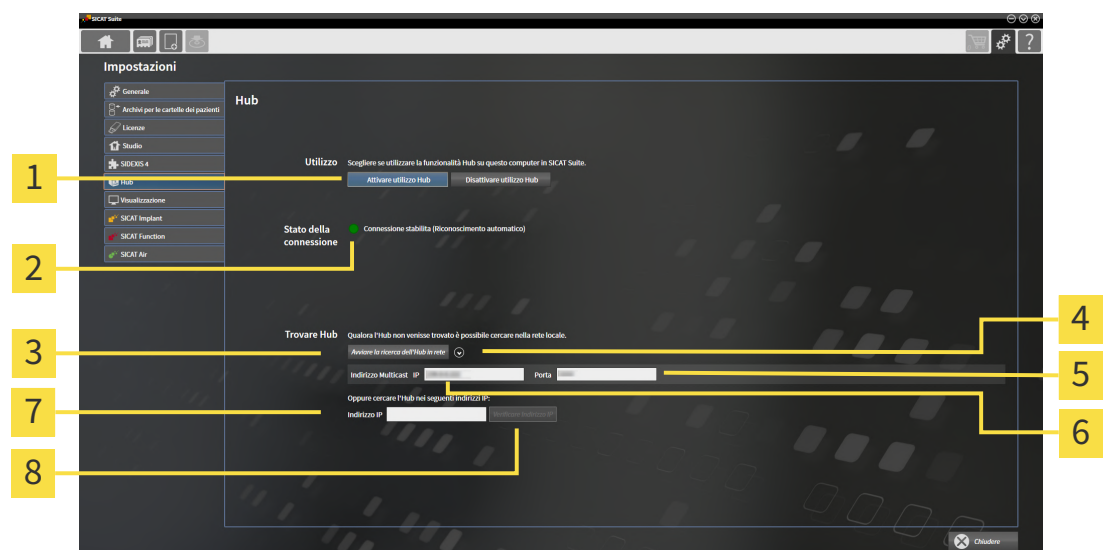 SICAT Suite
?
Impostazioni
Generale
Archivi per le cartelle dei pazienti
Licenze
Studio
SIDEXIS 4
Hub
Visualizzazione
SICAT Implant
SICAT Function
SICAT Air
Hub
Utilizzo Scegliere se utilizzare la funzionalità Hub su questo computer in SICAT Suite.
Attivare utilizzo Hub Disattivare utilizzo Hub
Stato della connessione
Connessione stabilita (Riconoscimento automatico)
Trovare Hub Qualora l'Hub non venisse trovato è possibile cercare nella rete locale.
Avviare la ricerca dell'Hub in rete
Indirizzo Multicast IP Porta
Oppure cercare l'Hub nei seguenti indirizzi IP:
Indirizzo IP Verificare indirizzo IP
Chiudere
1
2
3
7
8
4
5
6